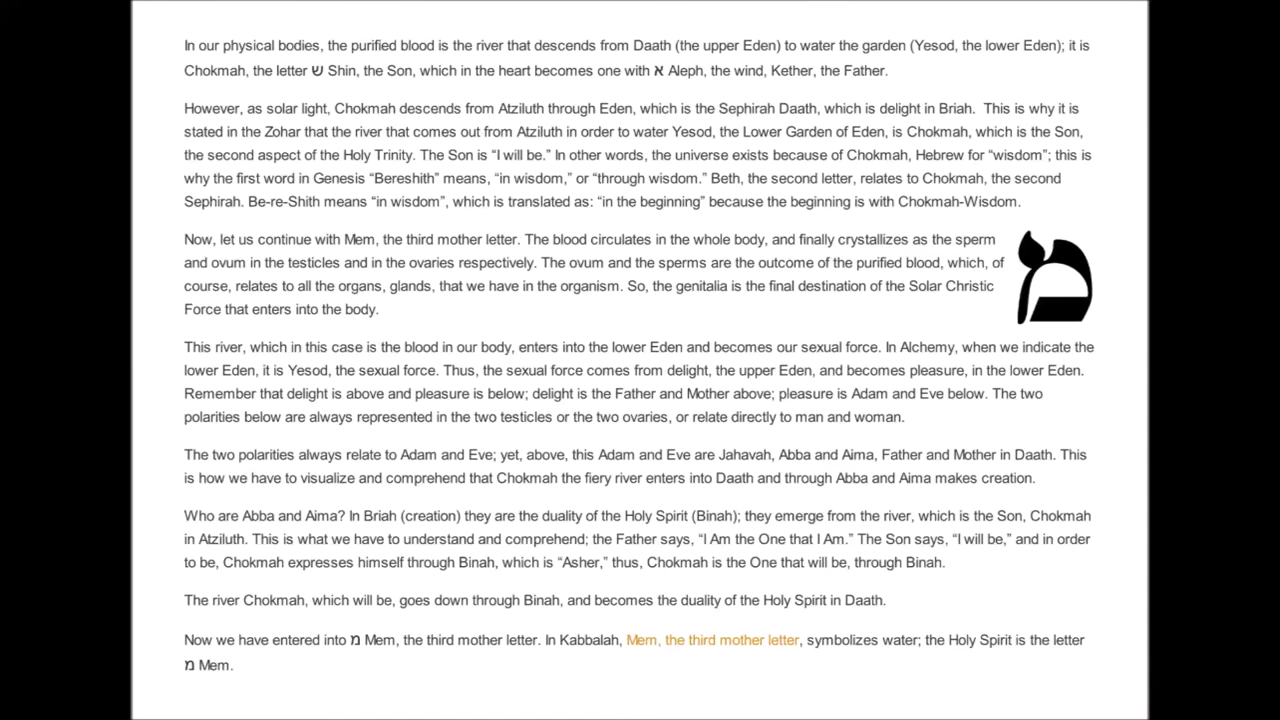 In our physical bodies, the purified blood is the river that descends from Daath (the upper Eden) to water the garden (Yesod, the lower Eden); it is
Chokmah, the letter ש Shin, the Son, which in the heart becomes one with א Aleph, the wind, Kether, the Father.
However, as solar light, Chokmah descends from Atziluth through Eden, which is the Sephirah Daath, which is delight in Briah.  This is why it is
stated in the Zohar that the river that comes out from Atziluth in order to water Yesod, the Lower Garden of Eden, is Chokmah, which is the Son,
the second aspect of the Holy Trinity. The Son is “I will be.” In other words, the universe exists because of Chokmah, Hebrew for “wisdom”; this is
why the first word in Genesis “Bereshith” means, “in wisdom,” or “through wisdom.” Beth, the second letter, relates to Chokmah, the second
Sephirah. Be-re-Shith means “in wisdom”, which is translated as: “in the beginning” because the beginning is with Chokmah-Wisdom.
Now, let us continue with Mem, the third mother letter. The blood circulates in the whole body, and finally crystallizes as the sperm
and ovum in the testicles and in the ovaries respectively. The ovum and the sperms are the outcome of the purified blood, which, of
course, relates to all the organs, glands, that we have in the organism. So, the genitalia is the final destination of the Solar Christic
Force that enters into the body.
מ
This river, which in this case is the blood in our body, enters into the lower Eden and becomes our sexual force. In Alchemy, when we indicate the
lower Eden, it is Yesod, the sexual force. Thus, the sexual force comes from delight, the upper Eden, and becomes pleasure, in the lower Eden.
Remember that delight is above and pleasure is below; delight is the Father and Mother above; pleasure is Adam and Eve below. The two
polarities below are always represented in the two testicles or the two ovaries, or relate directly to man and woman.
The two polarities always relate to Adam and Eve; yet, above, this Adam and Eve are Jahavah, Abba and Aima, Father and Mother in Daath. This
is how we have to visualize and comprehend that Chokmah the fiery river enters into Daath and through Abba and Aima makes creation.
Who are Abba and Aima? In Briah (creation) they are the duality of the Holy Spirit (Binah); they emerge from the river, which is the Son, Chokmah
in Atziluth. This is what we have to understand and comprehend; the Father says, “I Am the One that I Am.” The Son says, “I will be,” and in order
to be, Chokmah expresses himself through Binah, which is “Asher,” thus, Chokmah is the One that will be, through Binah.
The river Chokmah, which will be, goes down through Binah, and becomes the duality of the Holy Spirit in Daath.
Now we have entered into מ Mem, the third mother letter. In Kabbalah, Mem, the third mother letter, symbolizes water; the Holy Spirit is the letter
מ Mem.